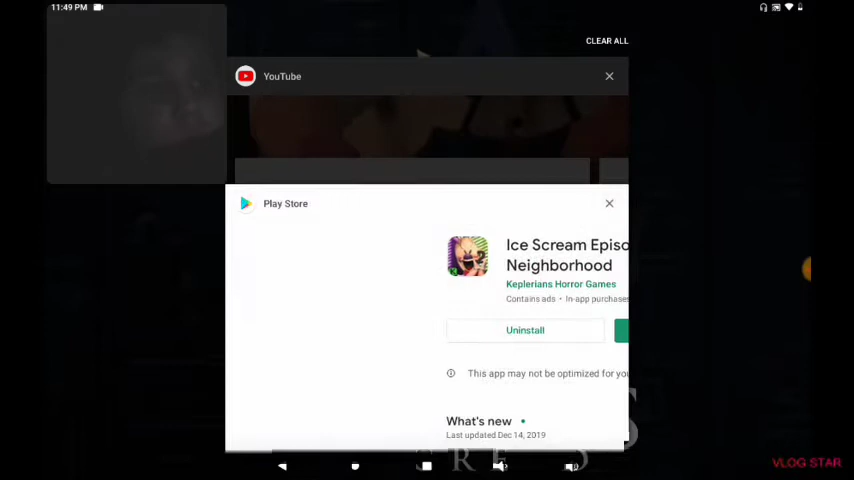 11:49 PM
CLEAR ALL
YouTube
Play Store
Ice Scream Episo
Neighborhood
Keplerians Horror Games
Contains ads • In-app purchases
Uninstall
This app may not be optimized for you
What's new
Last updated Dec 14, 2019
RE S
VLOG STAR